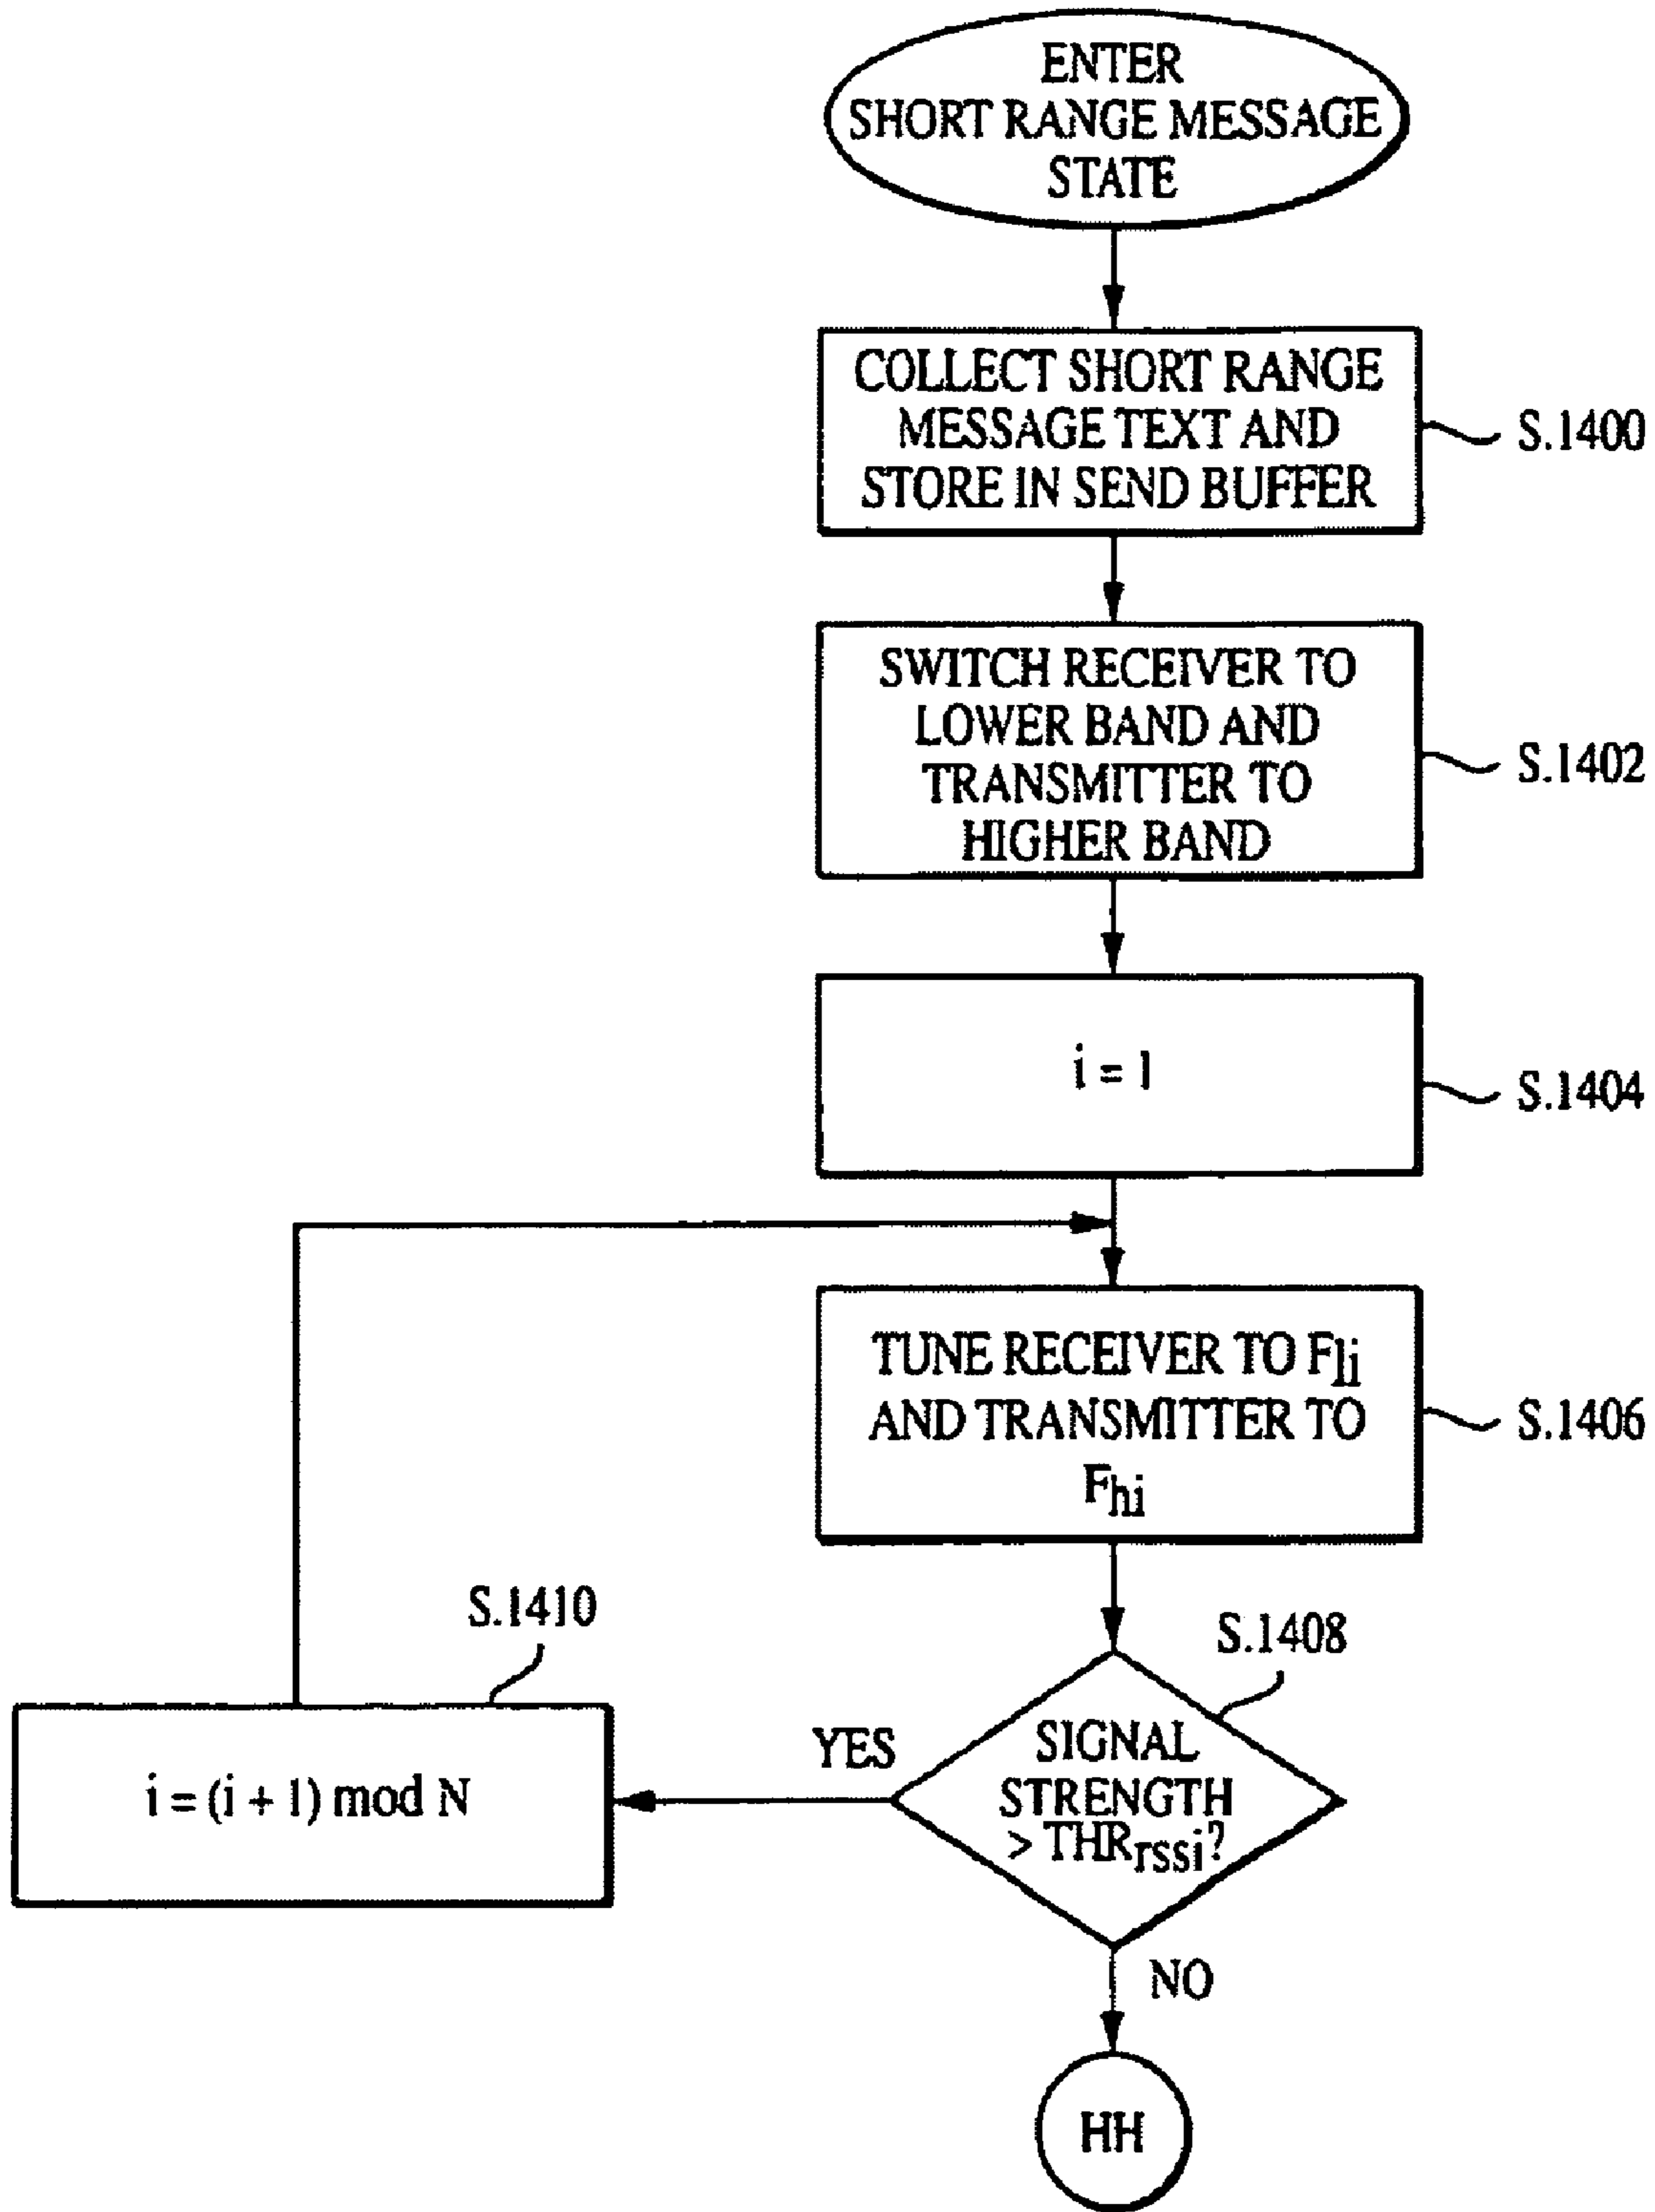 ENTER
SHORT RANGE MESSAGE
STATE
COLLECT SHORT RANGE
MESSAGE TEXT AND
STORE IN SEND BUFFER
S.1400
SWITCH RECEIVER TO
LOWER BAND AND
TRANSMITTER TO
HIGHER BAND
S.1402
i = 1
S.1404
TUNE RECEIVER TO Fli
AND TRANSMITTER TO
Fhi
S.1406
S.1408
SIGNAL
STRENGTH
> THRrssi?
YES
S.1410
i = (i + 1) mod N
NO
HH